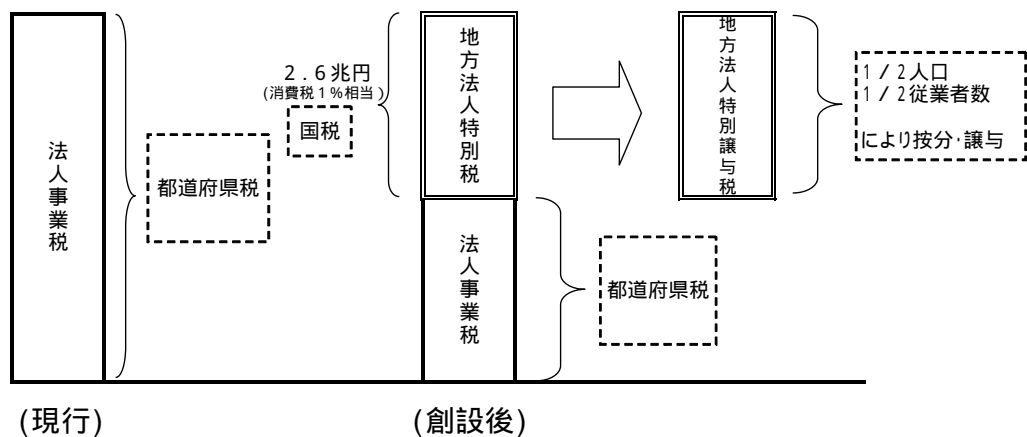 法人事業税
都道府県税
2.6兆円
(消費税1%相当)
国税
地方法人特別税
法人事業税
都道府県税
地方法人特別譲与税
1/2人口
1/2従業者数
により按分・譲与
(現行)
(創設後)